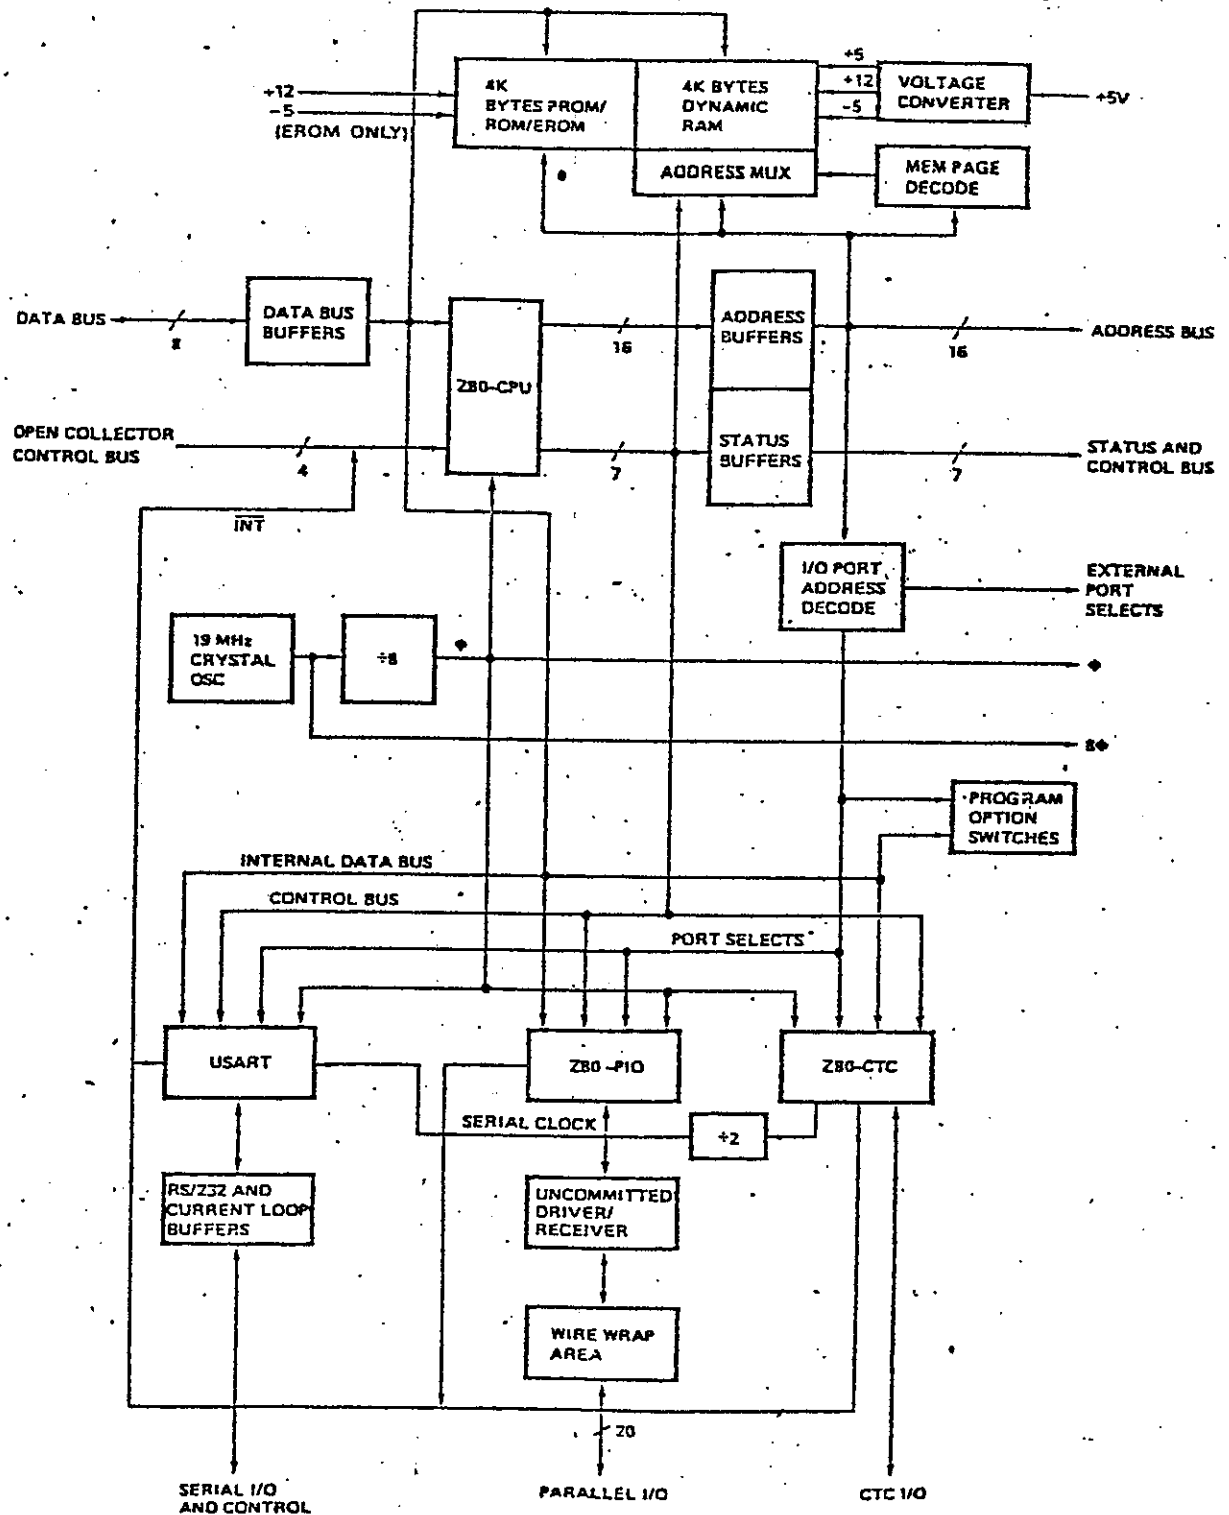 +5
+12
-5
4K
BYTES PROM/
ROM/EROM
4K BYTES
DYNAMIC
RAM
VOLTAGE
CONVERTER
+5V
+12
-5
(EROM ONLY)
ADDRESS MUX
MEM PAGE
DECODE
DATA BUS
8
DATA BUS
BUFFERS
Z80-CPU
16
ADDRESS
BUFFERS
16
ADDRESS BUS
OPEN COLLECTOR
CONTROL BUS
4
7
STATUS
BUFFERS
7
STATUS AND
CONTROL BUS
INT
I/O PORT
ADDRESS
DECODE
EXTERNAL
PORT
SELECTS
19 MHz
CRYSTAL
OSC
÷8
Φ
Φ
8Φ
PROGRAM
OPTION
SWITCHES
INTERNAL DATA BUS
CONTROL BUS
PORT SELECTS
USART
Z80-PIO
Z80-CTC
SERIAL CLOCK
÷2
RS/232 AND
CURRENT LOOP
BUFFERS
UNCOMMITTED
DRIVER/
RECEIVER
WIRE WRAP
AREA
20
SERIAL I/O
AND CONTROL
PARALLEL I/O
CTC I/O